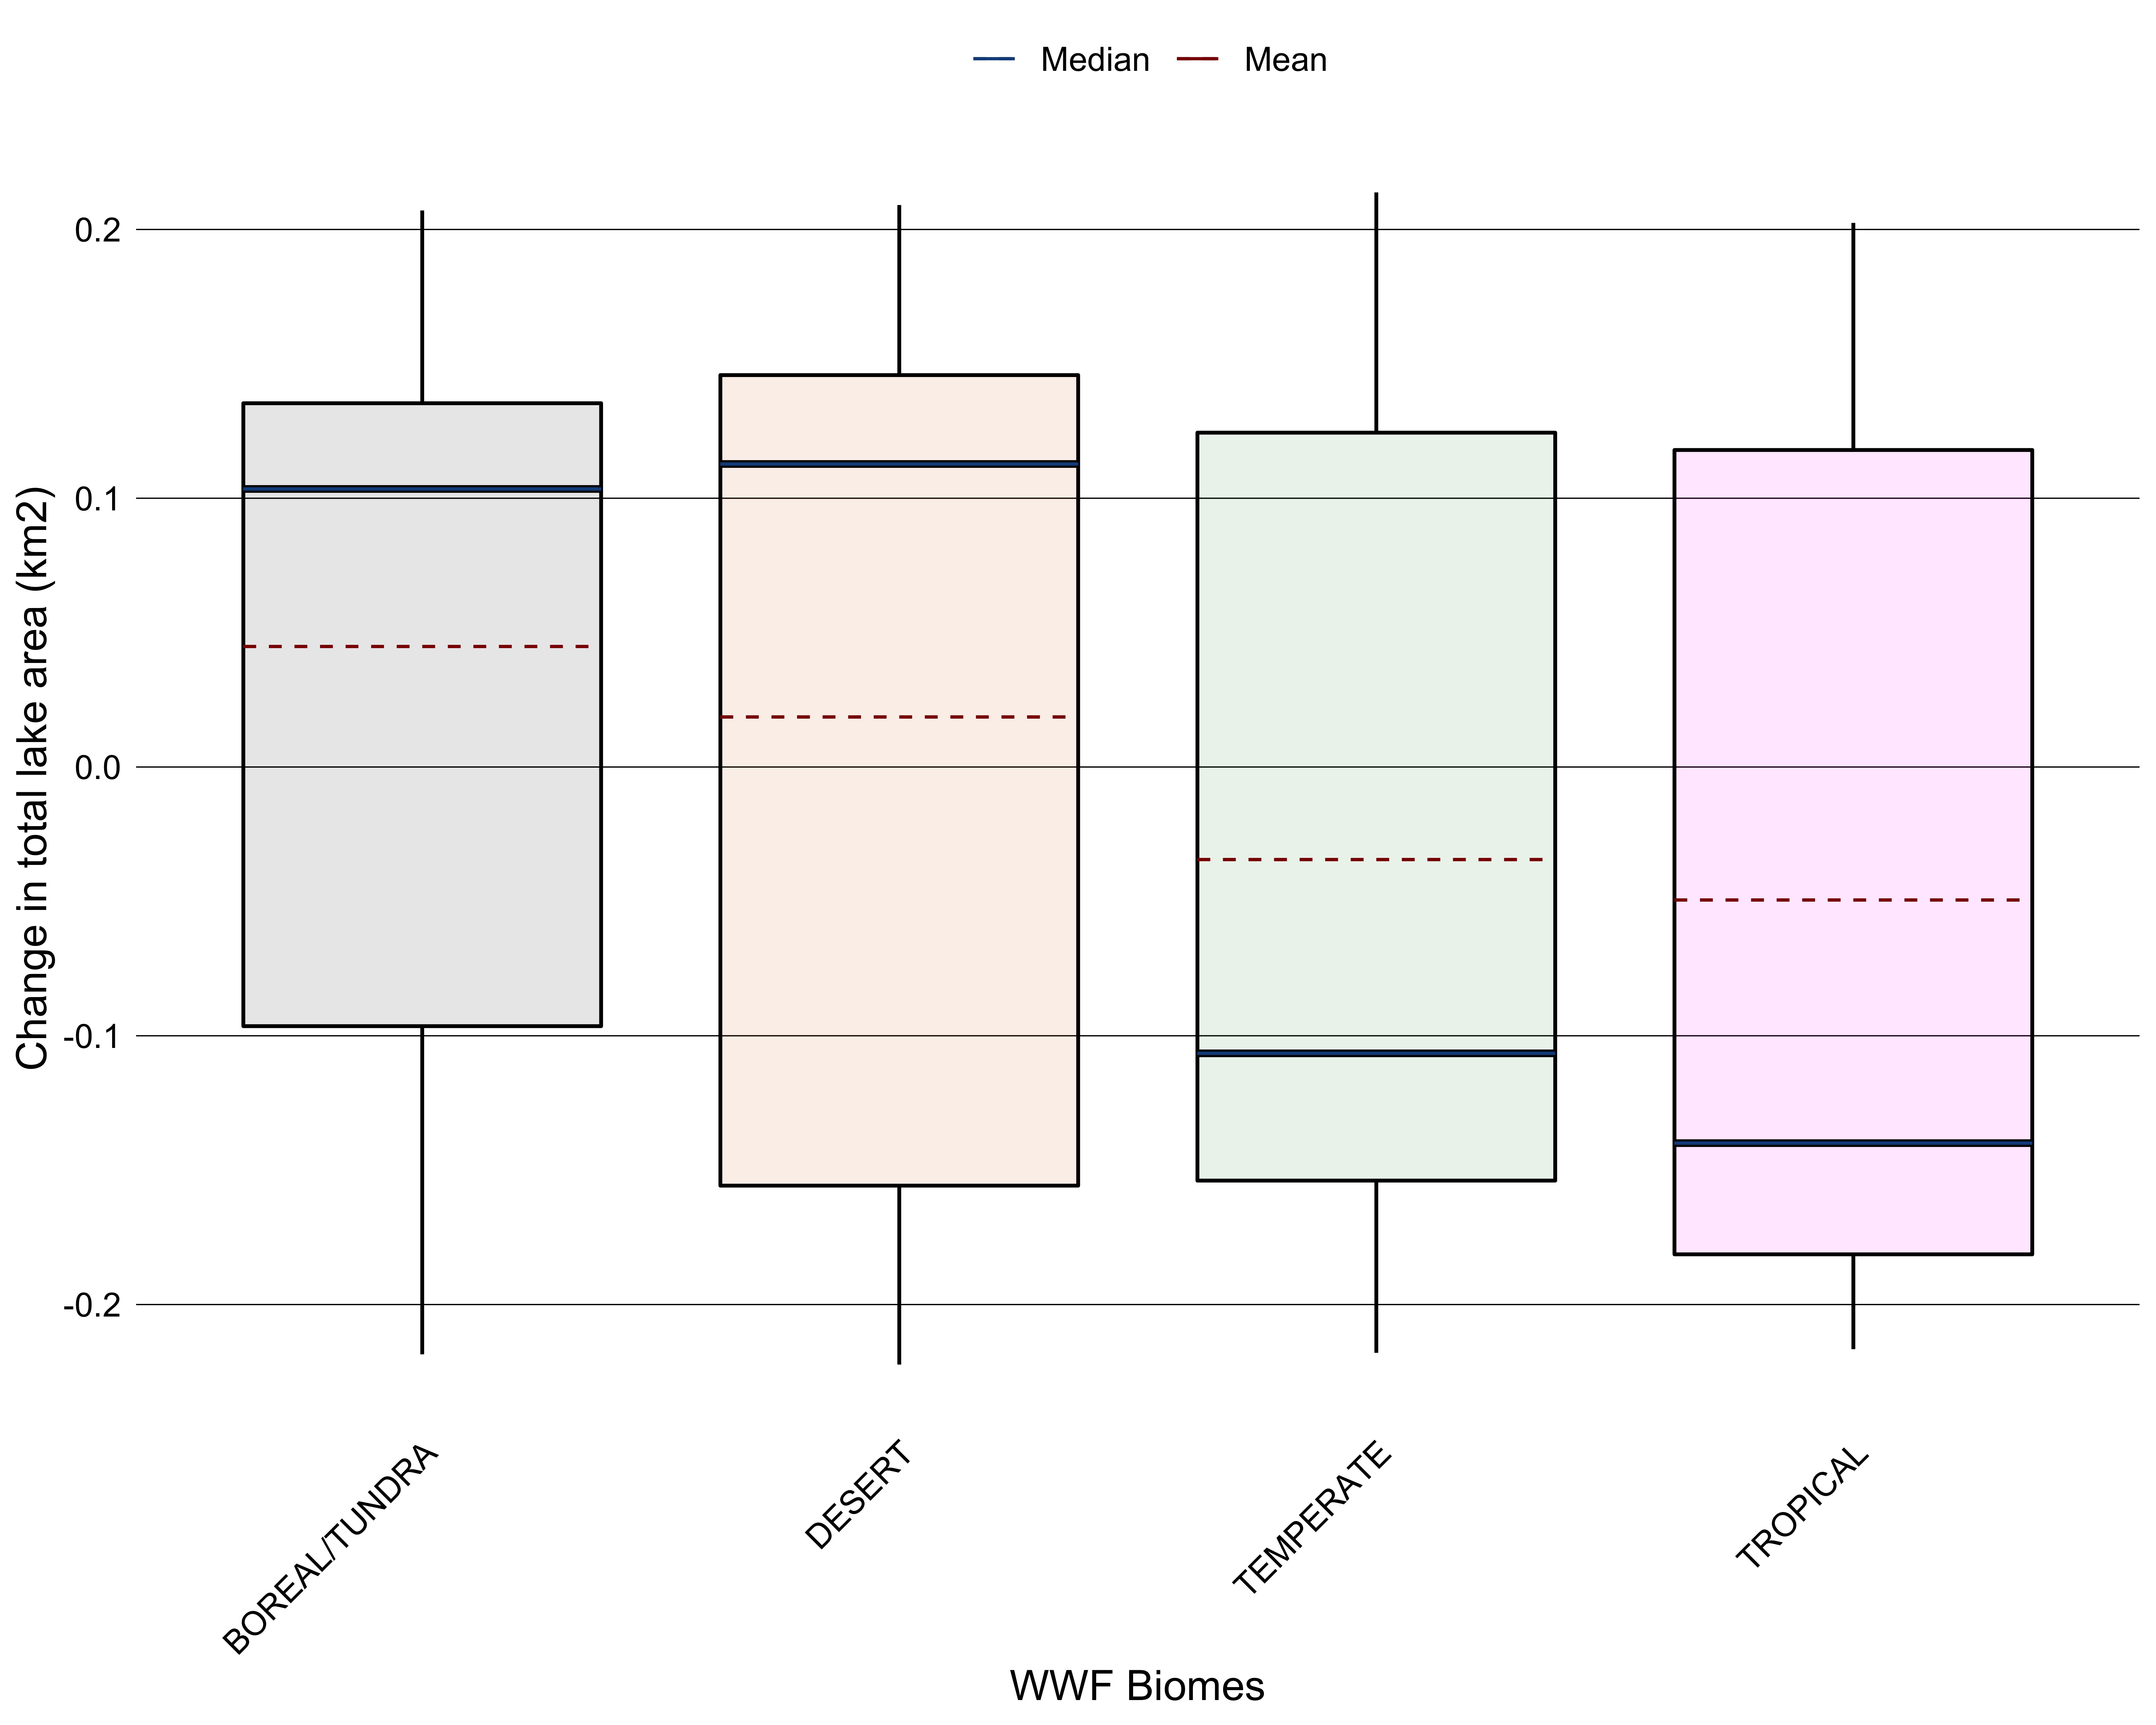 Median Mean
Change in total lake area (km2)
0.2
0.1
0.0
-0.1
-0.2
BOREAL/TUNDRA
DESERT
TEMPERATE
TROPICAL
WWF Biomes